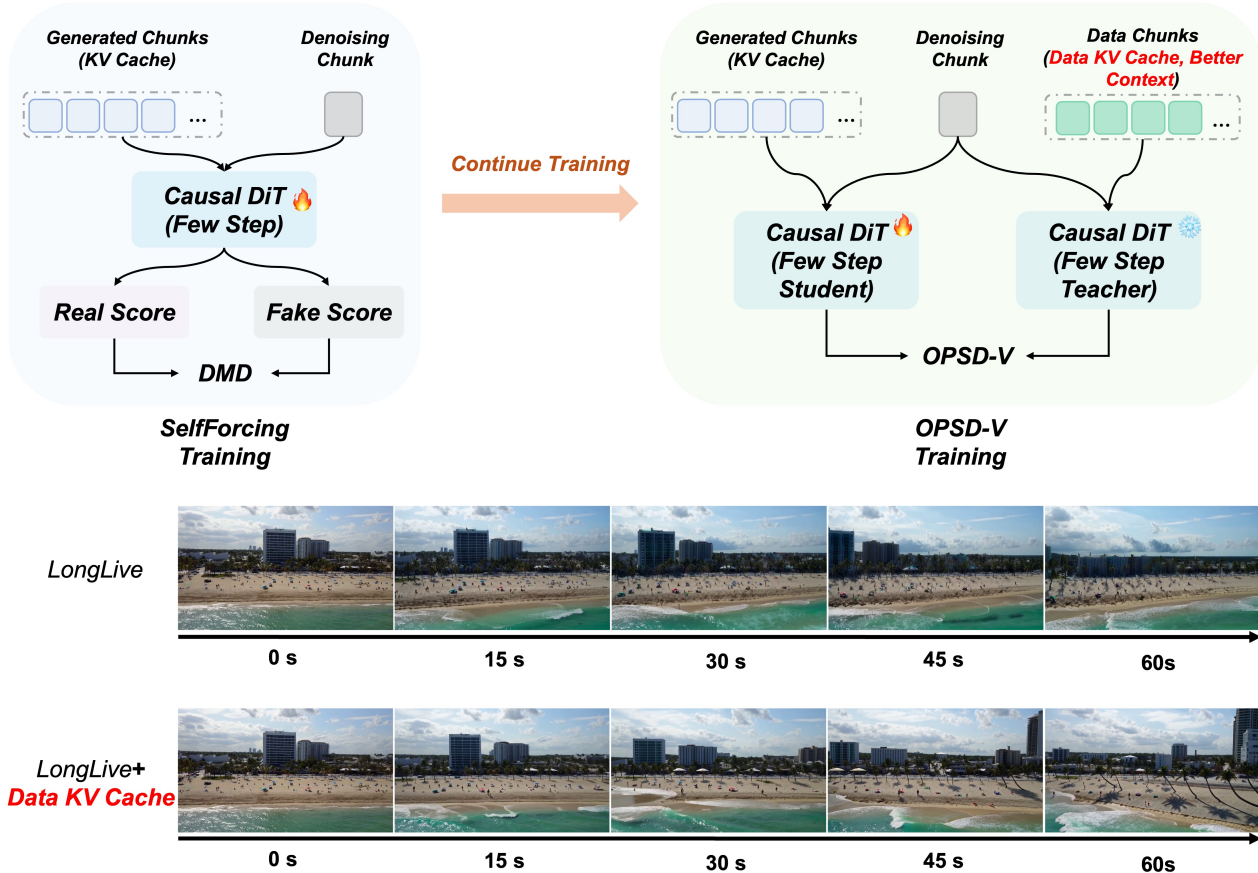 Generated Chunks
(KV Cache)
Denoising
Chunk
...
Causal DiT
(Few Step)
Real Score
Fake Score
DMD
SelfForcing
Training
Continue Training
Generated Chunks
(KV Cache)
Denoising
Chunk
Data Chunks
(Data KV Cache, Better
Context)
...
...
Causal DiT
(Few Step
Student)
Causal DiT
(Few Step
Teacher)
OPSD-V
OPSD-V
Training
LongLive
0 s
15 s
30 s
45 s
60s
LongLive+
Data KV Cache
0 s
15 s
30 s
45 s
60s